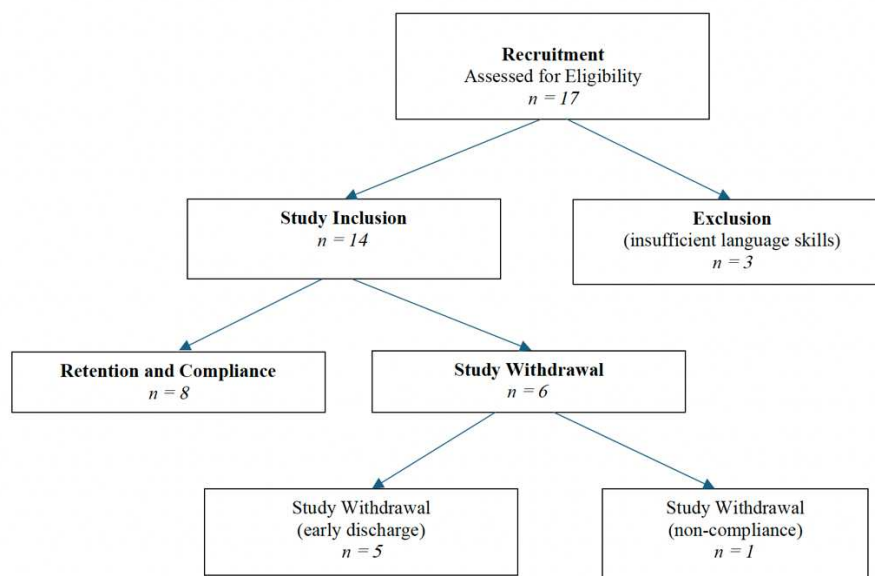 Recruitment
Assessed for Eligibility
n = 17
Study Inclusion
n = 14
Exclusion
(insufficient language skills)
n = 3
Retention and Compliance
n = 8
Study Withdrawal
n = 6
Study Withdrawal
(early discharge)
n = 5
Study Withdrawal
(non-compliance)
n = 1